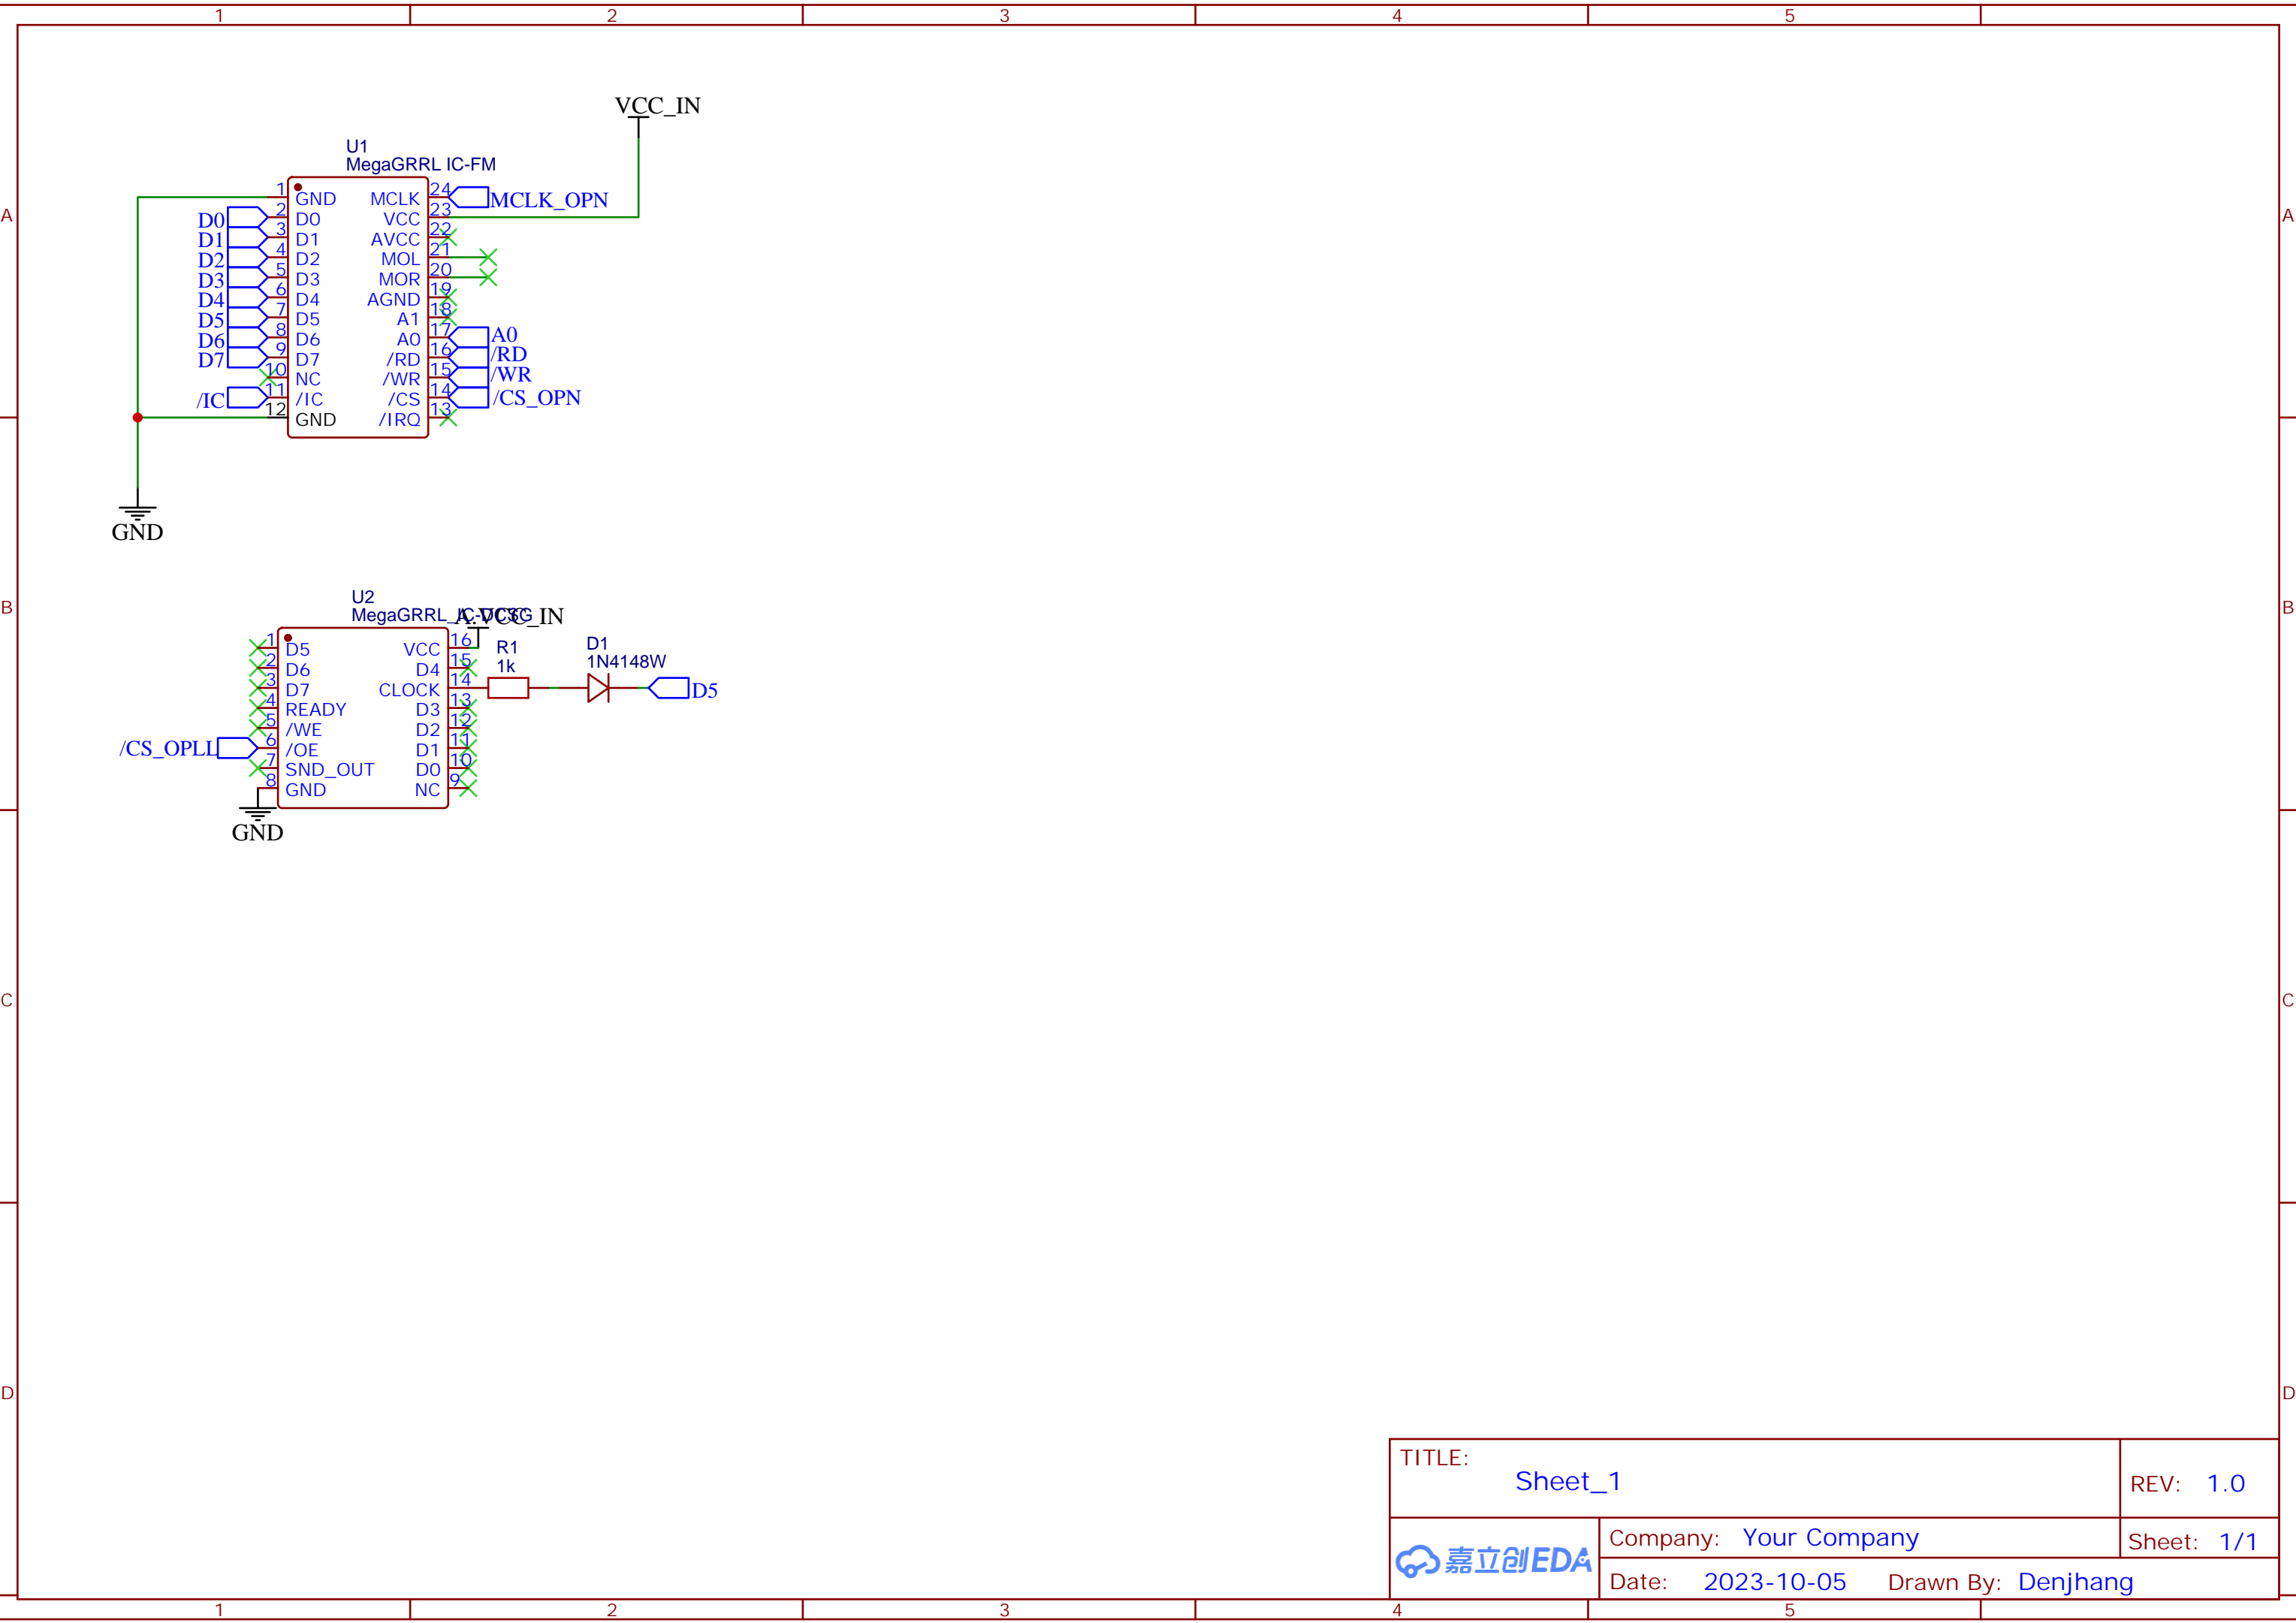 1 2 3 4 5
A A
B B
C C
D D
VCC_IN
U1
MegaGRRL IC-FM
1 GND MCLK 24 MCLK_OPN
D0 2 D0 VCC 23
D1 3 D1 AVCC 22
D2 4 D2 MOL 21
D3 5 D3 MOR 20
D4 6 D4 AGND 19
D5 7 D5 A1 18
D6 8 D6 A0 17 A0
D7 9 D7 /RD 16 /RD
10 NC /WR 15 /WR
/IC 11 /IC /CS 14 /CS_OPN
12 GND /IRQ 13
GND
U2
MegaGRRL_IC-DCSG
A.VCC_IN
1 D5 VCC 16
2 D6 D4 15
3 D7 CLOCK 14
4 READY D3 13
5 /WE D2 12
/CS_OPLL 6 /OE D1 11
7 SND_OUT D0 10
8 GND NC 9
R1
1k
D1
1N4148W
D5
GND
TITLE:
Sheet_1
REV: 1.0
嘉立创EDA
Company: Your Company
Sheet: 1/1
Date: 2023-10-05 Drawn By: Denjhang
1 2 3 4 5